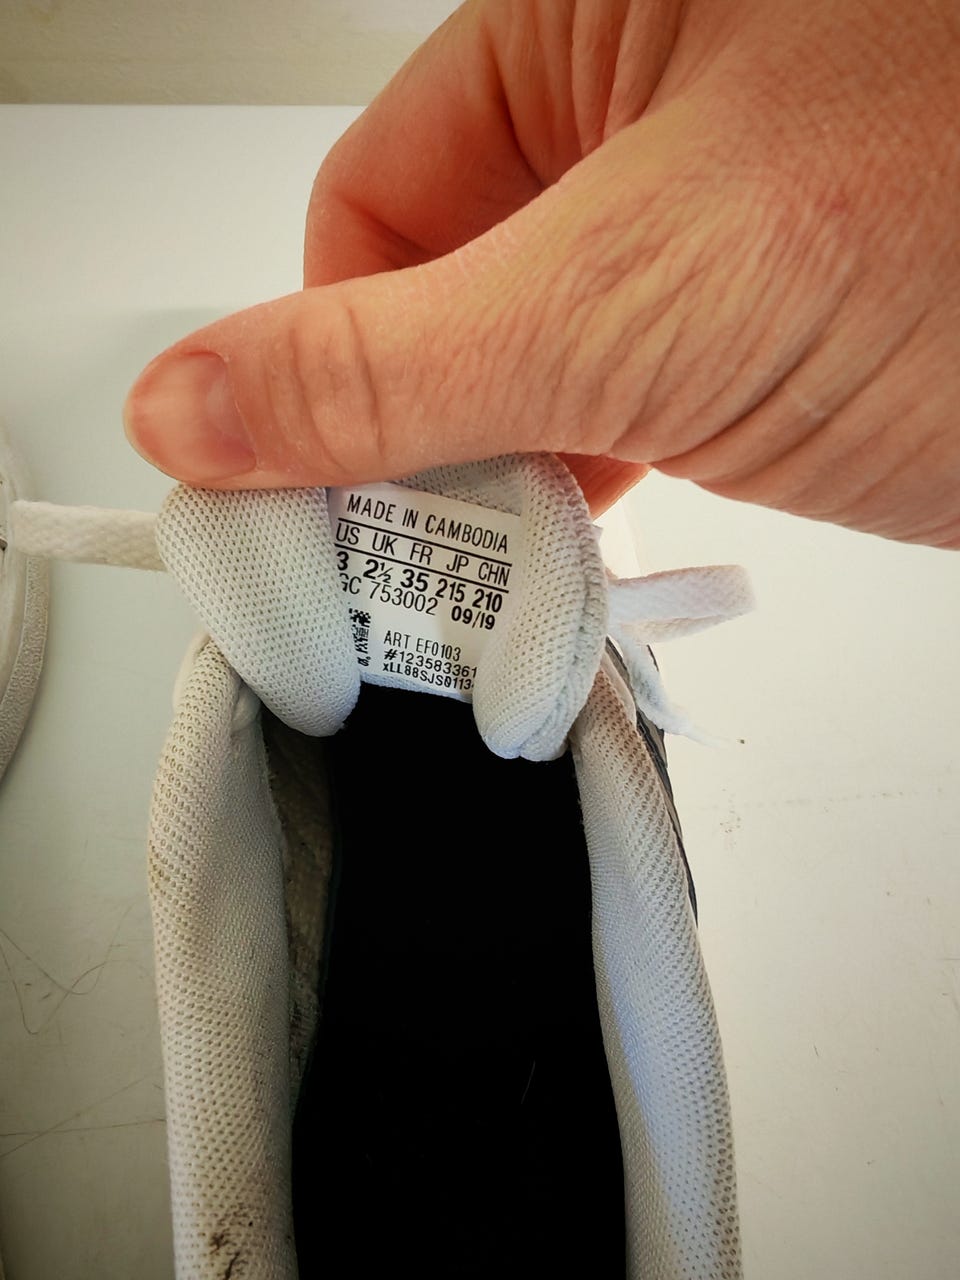 MADE IN CAMBODIA
US UK FR JP CHN
3 2½ 35 215 210
GC 753002 09/19
ART EF0103
#123583361
xLL88SJS0113